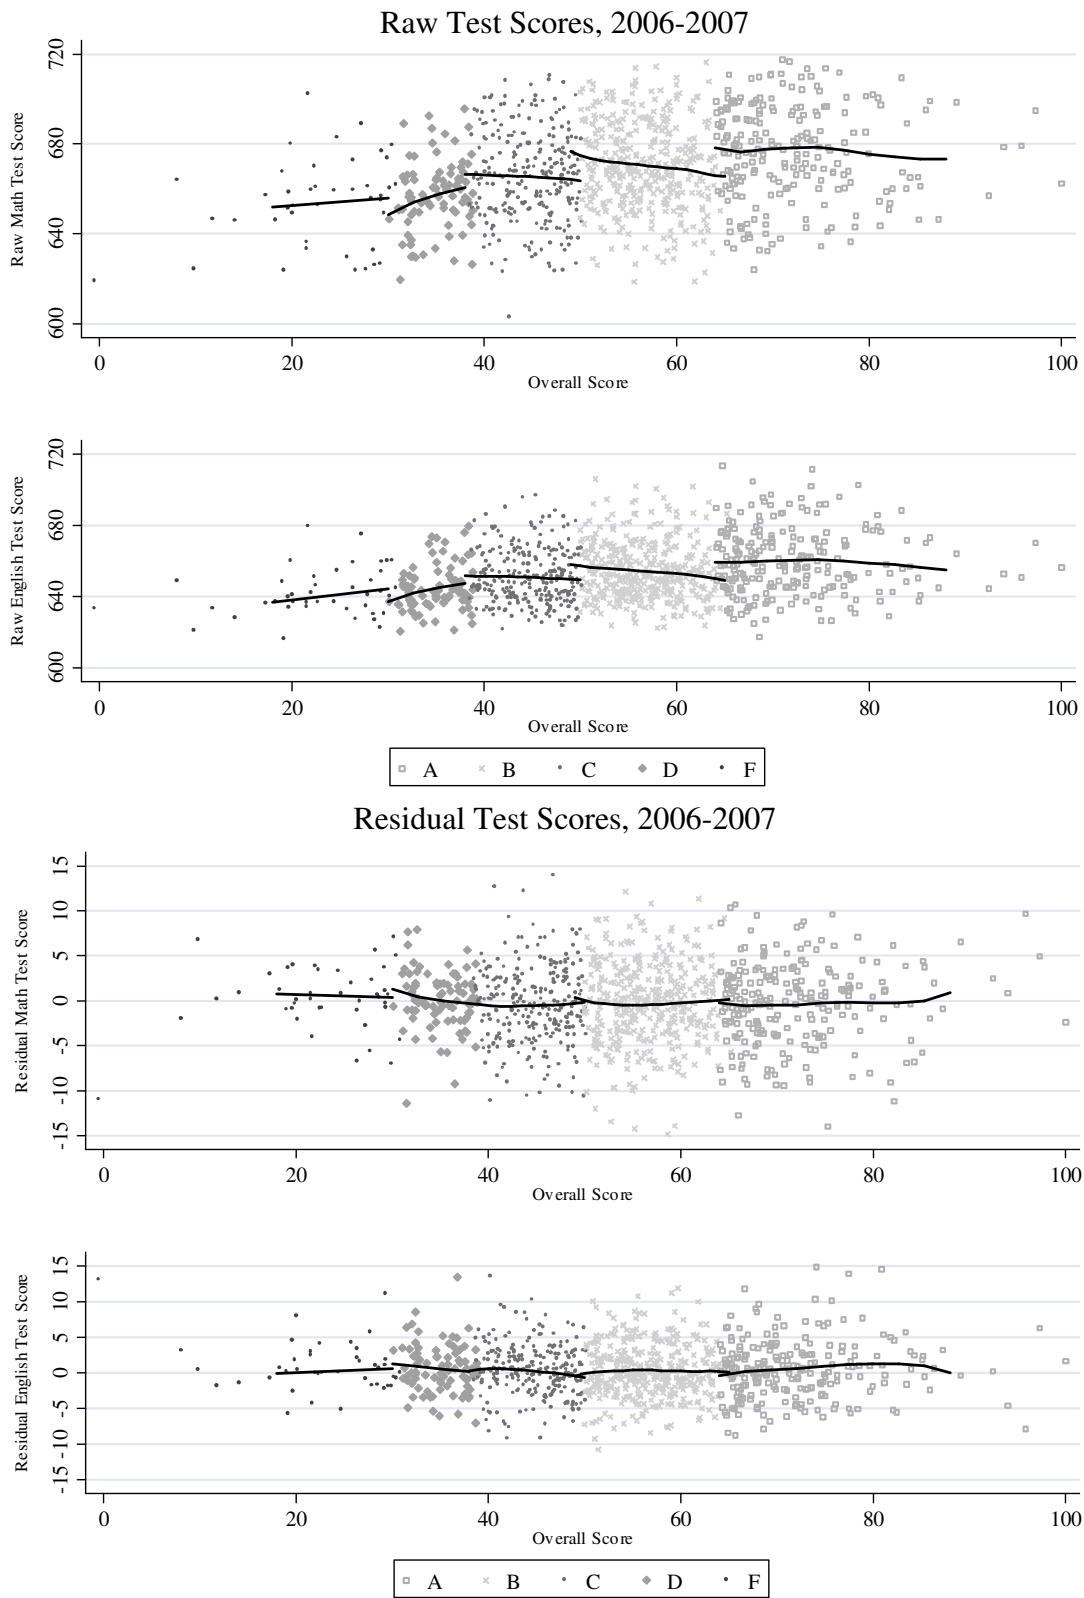 Raw Test Scores, 2006-2007
Raw Math Test Score
720
680
640
600
0 20 40 60 80 100
Overall Score
Raw English Test Score
720
680
640
600
0 20 40 60 80 100
Overall Score
A B C D F
Residual Test Scores, 2006-2007
Residual Math Test Score
15
10
5
0
-5
-10
-15
0 20 40 60 80 100
Overall Score
Residual English Test Score
15
10
5
0
-5
-10
-15
0 20 40 60 80 100
Overall Score
A B C D F